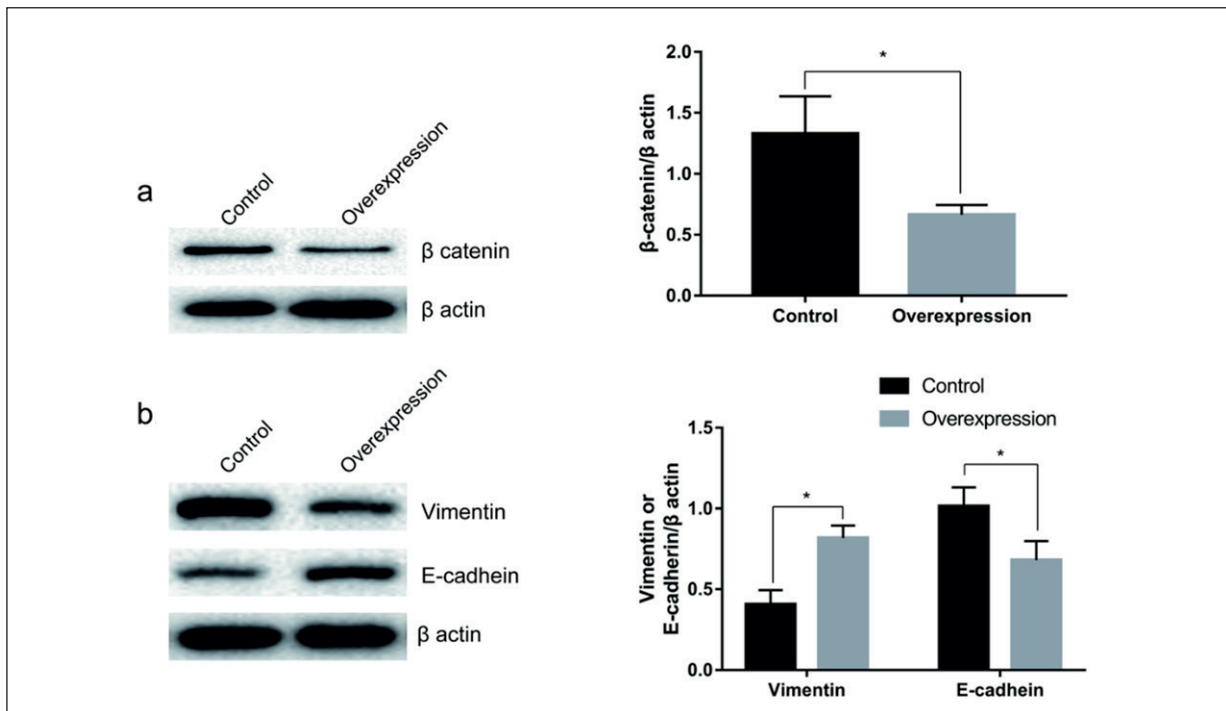 a
Control
Overexpression
β catenin
β actin
2.0
1.5
1.0
0.5
0.0
β-catenin/β actin
*
Control
Overexpression
b
Control
Overexpression
Vimentin
E-cadhein
β actin
Control
Overexpression
1.5
1.0
0.5
0.0
Vimentin or
E-cadherin/β actin
*
*
Vimentin
E-cadhein